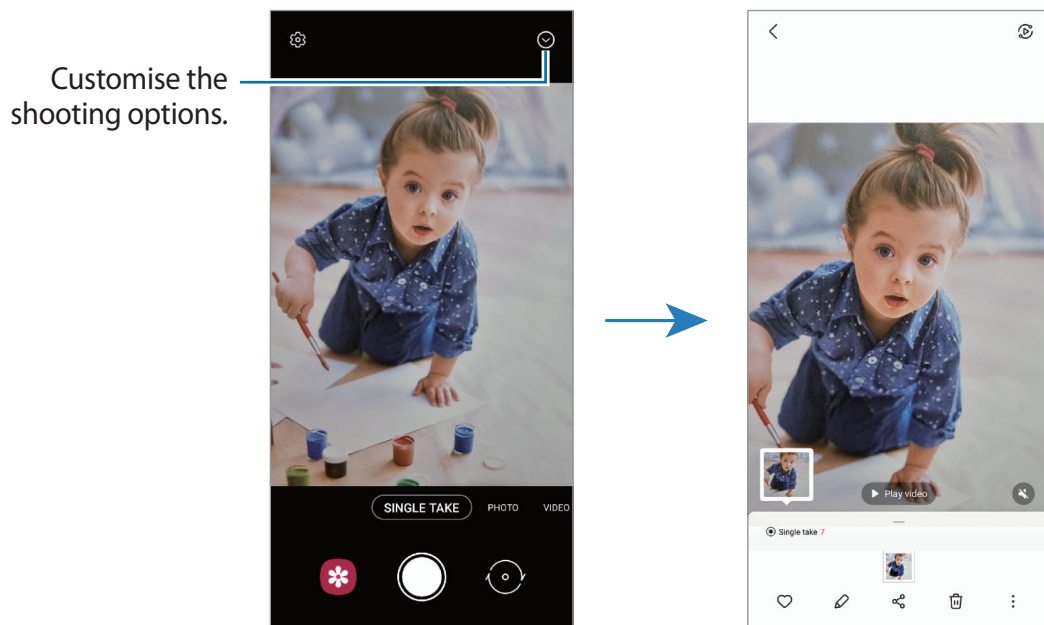 Customise the
shooting options.
SINGLE TAKE PHOTO VIDEO
Play video
Single take 7